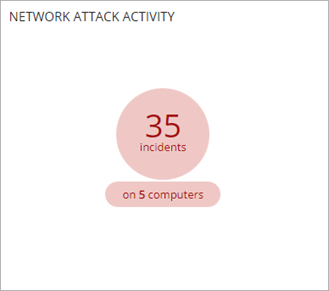 NETWORK ATTACK ACTIVITY
35
incidents
on 5 computers